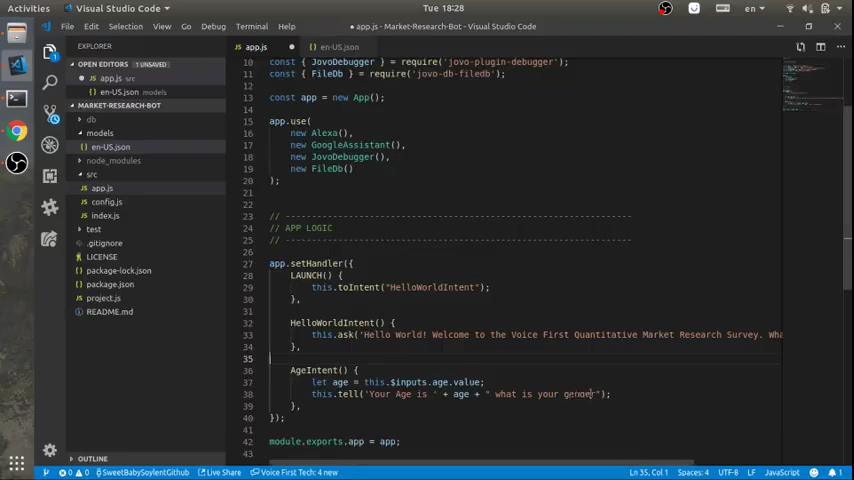 Visual Studio Code
Tue 18:28
en
File Edit Selection View Go Debug Terminal Help
● app.js - Market-Research-Bot - Visual Studio Code
EXPLORER
app.js
en-US.json
OPEN EDITORS 1 UNSAVED
app.js src
en-US.json models
MARKET-RESEARCH-BOT
db
models
en-US.json
node_modules
src
app.js
config.js
index.js
test
.gitignore
LICENSE
package-lock.json
package.json
project.js
README.md
OUTLINE
10 const { JovoDebugger } = require('jovo-plugin-debugger');
11 const { FileDb } = require('jovo-db-filedb');
12
13 const app = new App();
14
15 app.use(
16 new Alexa(),
17 new GoogleAssistant(),
18 new JovoDebugger(),
19 new FileDb()
20 );
21
22
23 // ------------------------------------------------------------------
24 // APP LOGIC
25 // ------------------------------------------------------------------
26
27 app.setHandler({
28 LAUNCH() {
29 this.toIntent("HelloWorldIntent");
30 },
31
32 HelloWorldIntent() {
33 this.ask('Hello World! Welcome to the Voice First Quantitative Market Research Survey. Wha
34 },
35
36 AgeIntent() {
37 let age = this.$inputs.age.value;
38 this.tell('Your Age is ' + age + " what is your gender");
39 },
40 });
41
42 module.exports.app = app;
43
0 0 SweetBabySoylentGithub Live Share Voice First Tech: 4 new Ln 35, Col 1 Spaces: 4 UTF-8 LF JavaScript